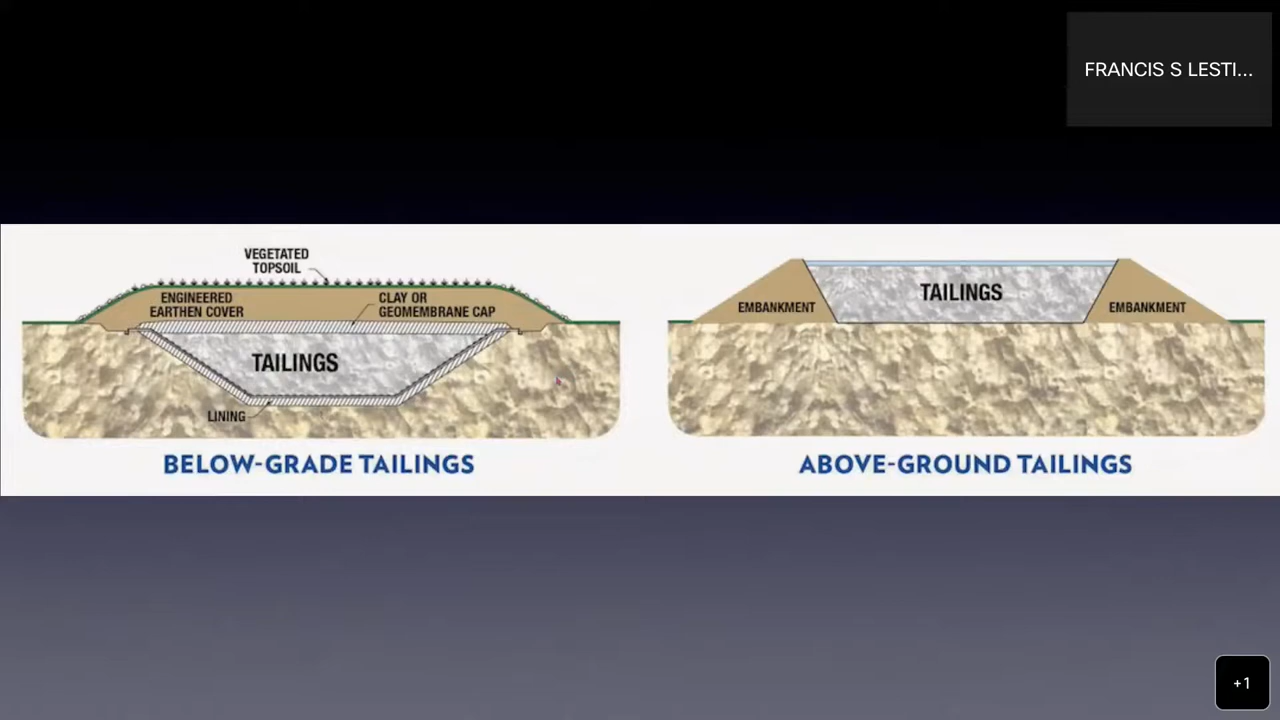 FRANCIS S LESTI...
VEGETATED
TOPSOIL
ENGINEERED
EARTHEN COVER
CLAY OR
GEOMEMBRANE CAP
TAILINGS
LINING
BELOW-GRADE TAILINGS
TAILINGS
EMBANKMENT
EMBANKMENT
ABOVE-GROUND TAILINGS
+1